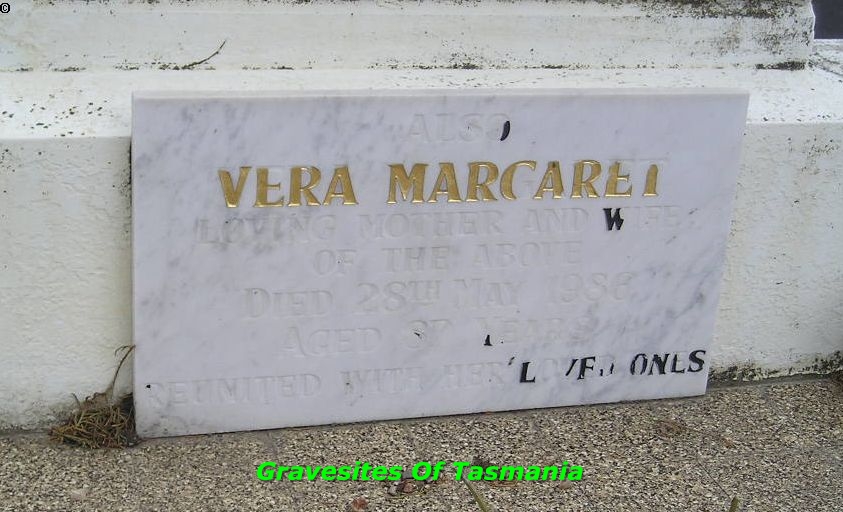 ©
ALSO
VERA MARGARET
LOVING MOTHER AND WIFE
OF THE ABOVE
DIED 28TH MAY 1986
AGED 87 YEARS
REUNITED WITH HER LOVED ONES
Gravesites Of Tasmania